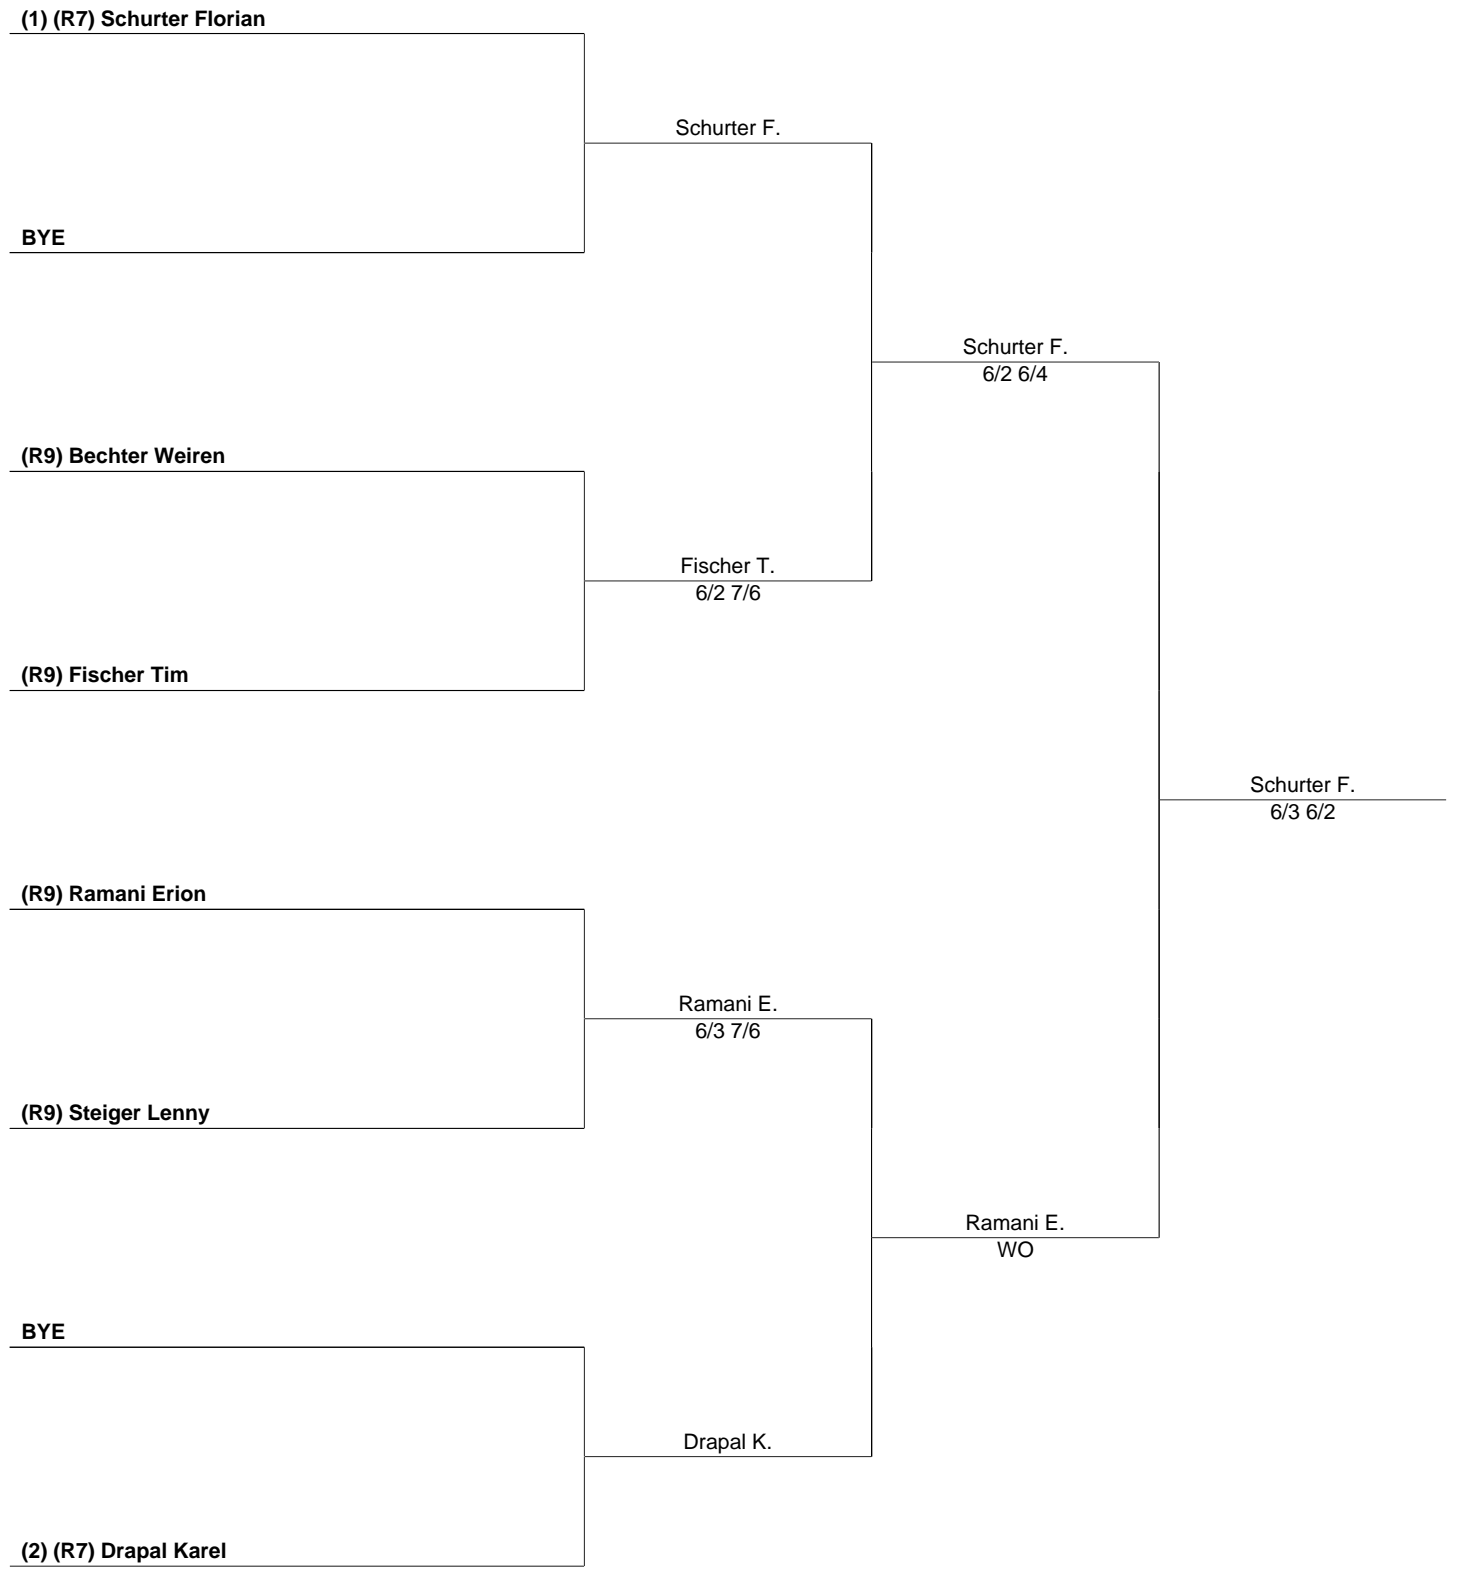 (1) (R7) Schurter Florian
Schurter F.
BYE
Schurter F.
6/2 6/4
(R9) Bechter Weiren
Fischer T.
6/2 7/6
(R9) Fischer Tim
Schurter F.
6/3 6/2
(R9) Ramani Erion
Ramani E.
6/3 7/6
(R9) Steiger Lenny
Ramani E.
WO
BYE
Drapal K.
(2) (R7) Drapal Karel